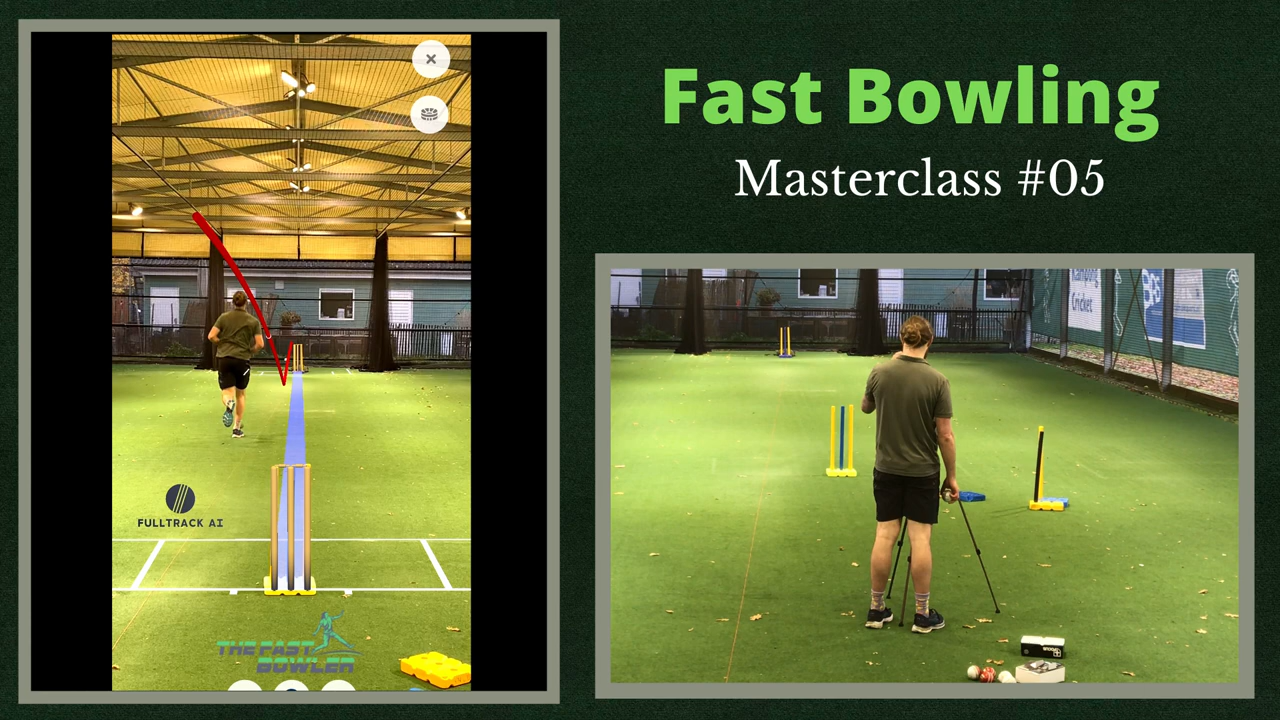 Fast Bowling
Masterclass #05
FULLTRACK AI
THE FAST
BOWLER
Cricket